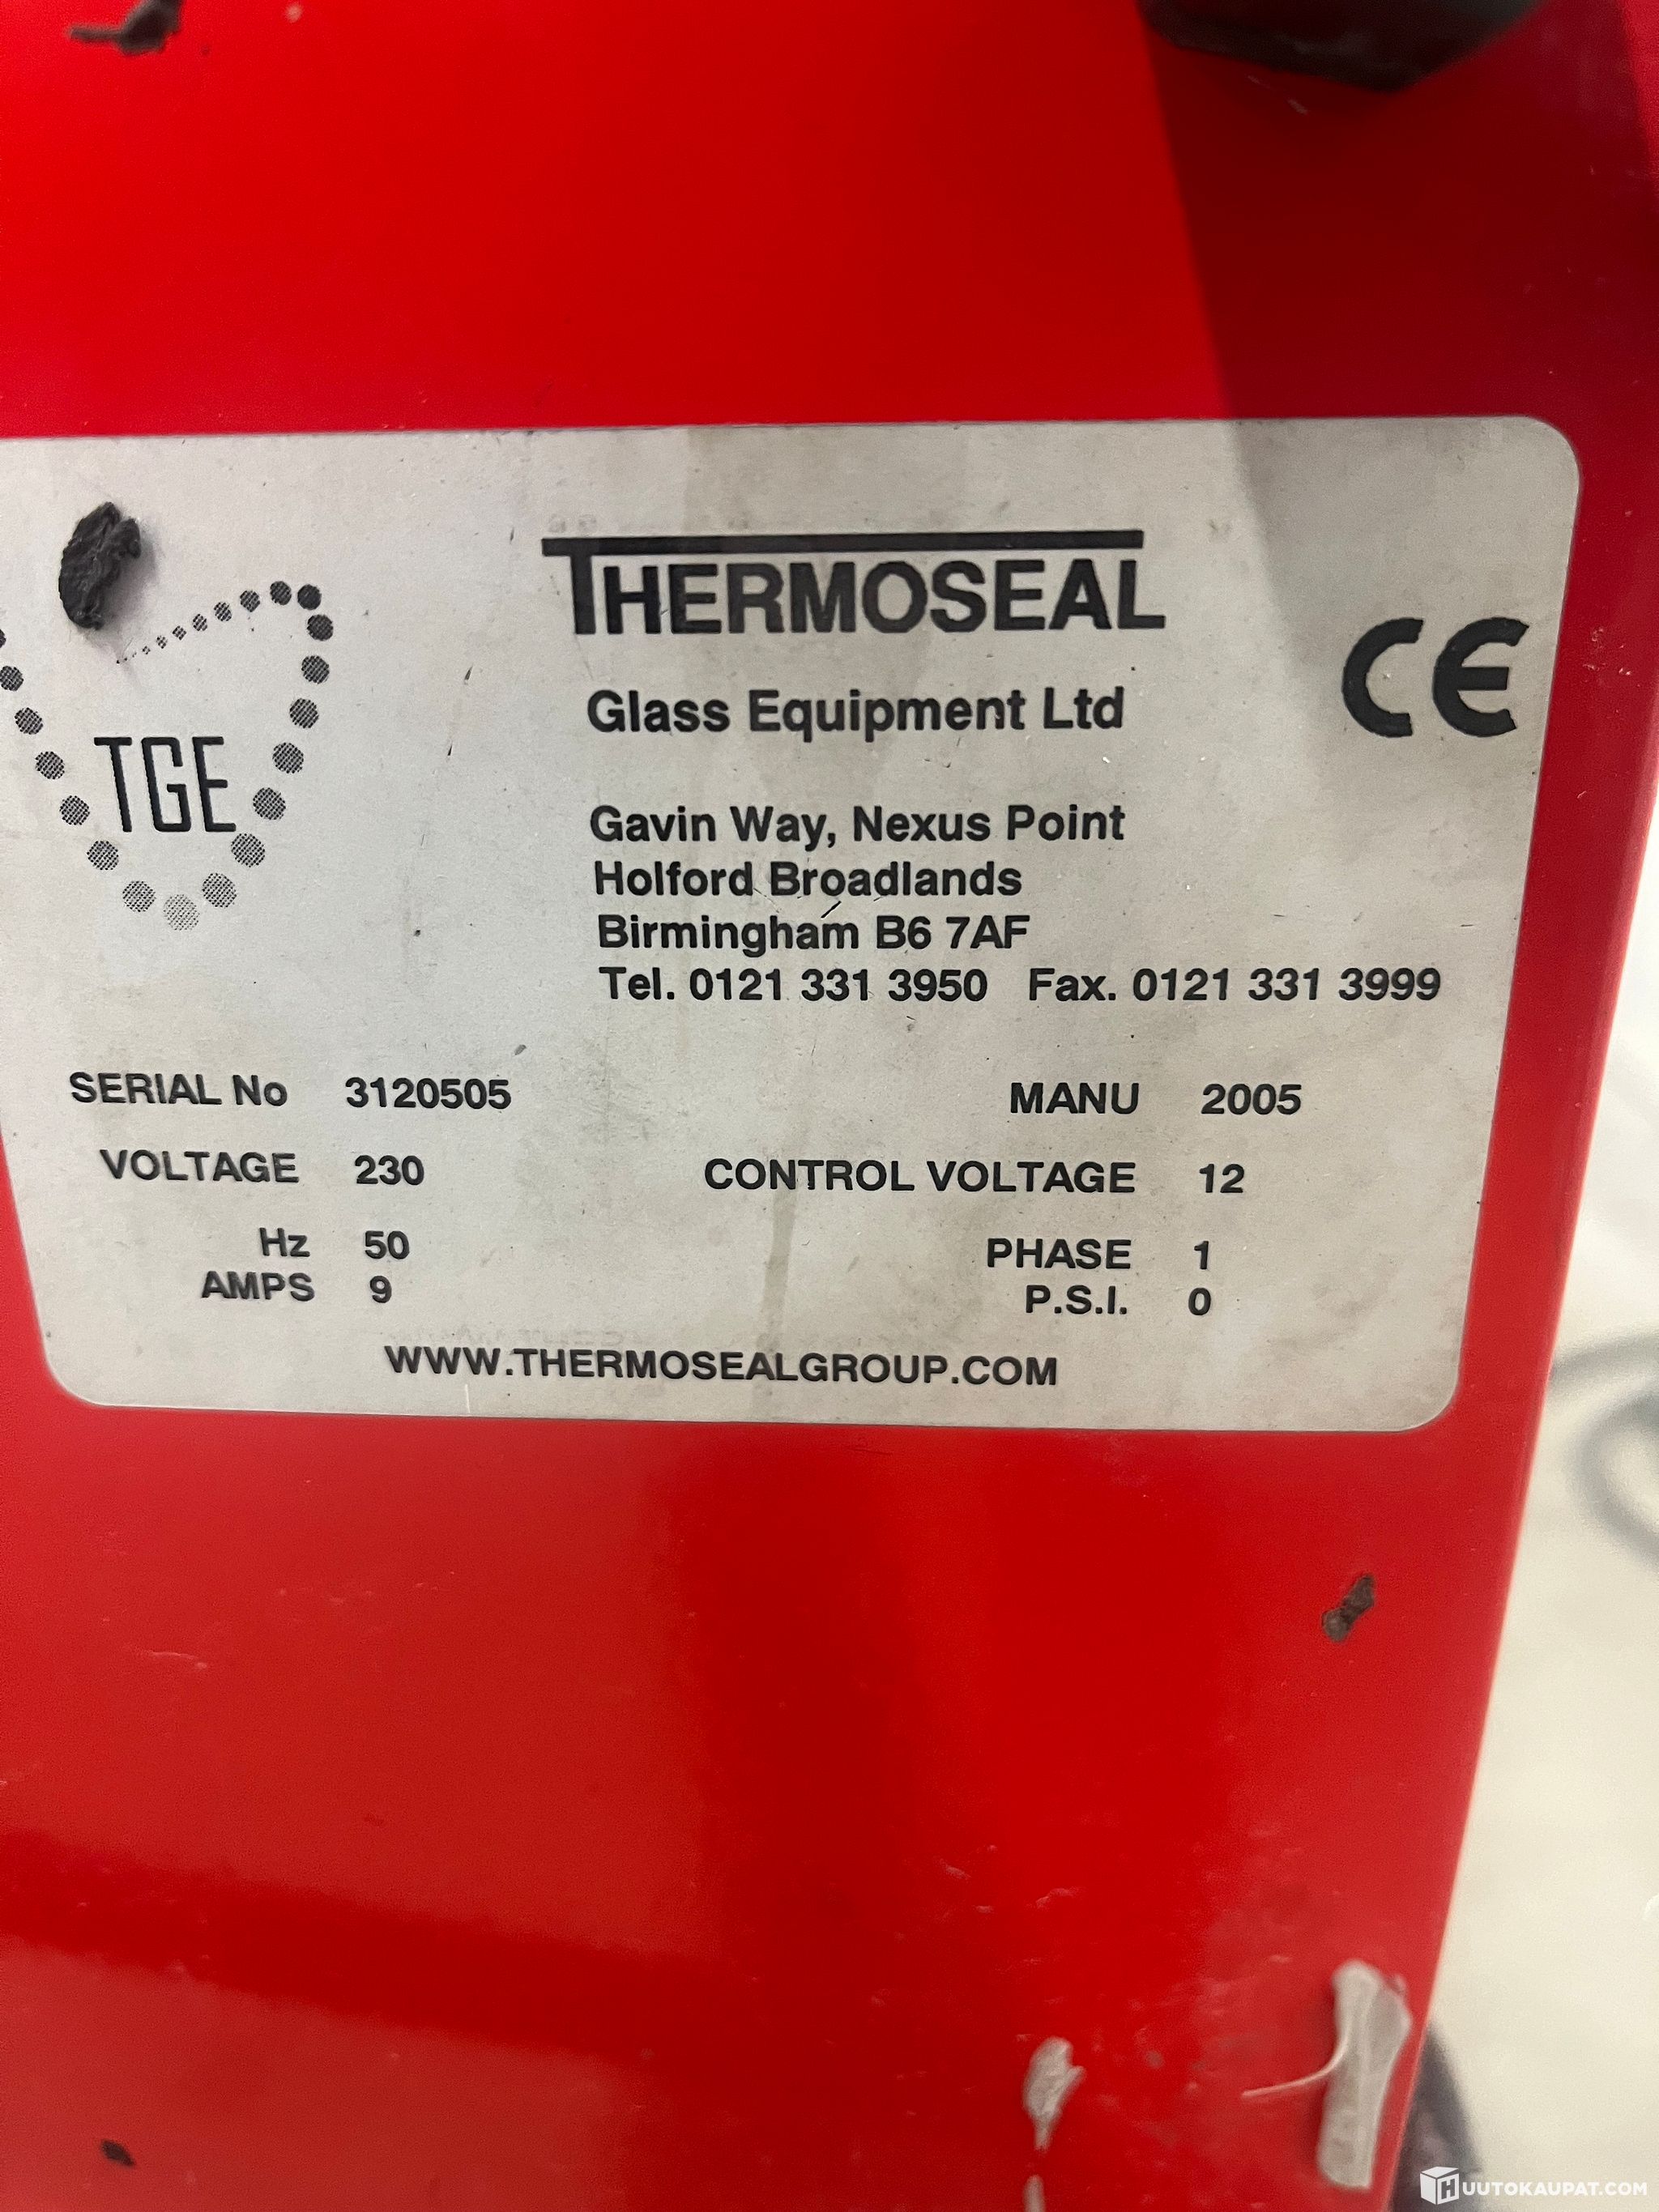 THERMOSEAL
CE
Glass Equipment Ltd
TGE
Gavin Way, Nexus Point
Holford Broadlands
Birmingham B6 7AF
Tel. 0121 331 3950 Fax. 0121 331 3999
SERIAL No 3120505 MANU 2005
VOLTAGE 230 CONTROL VOLTAGE 12
Hz 50 PHASE 1
AMPS 9 P.S.I. 0
WWW.THERMOSEALGROUP.COM
HUUTOKAUPAT.COM